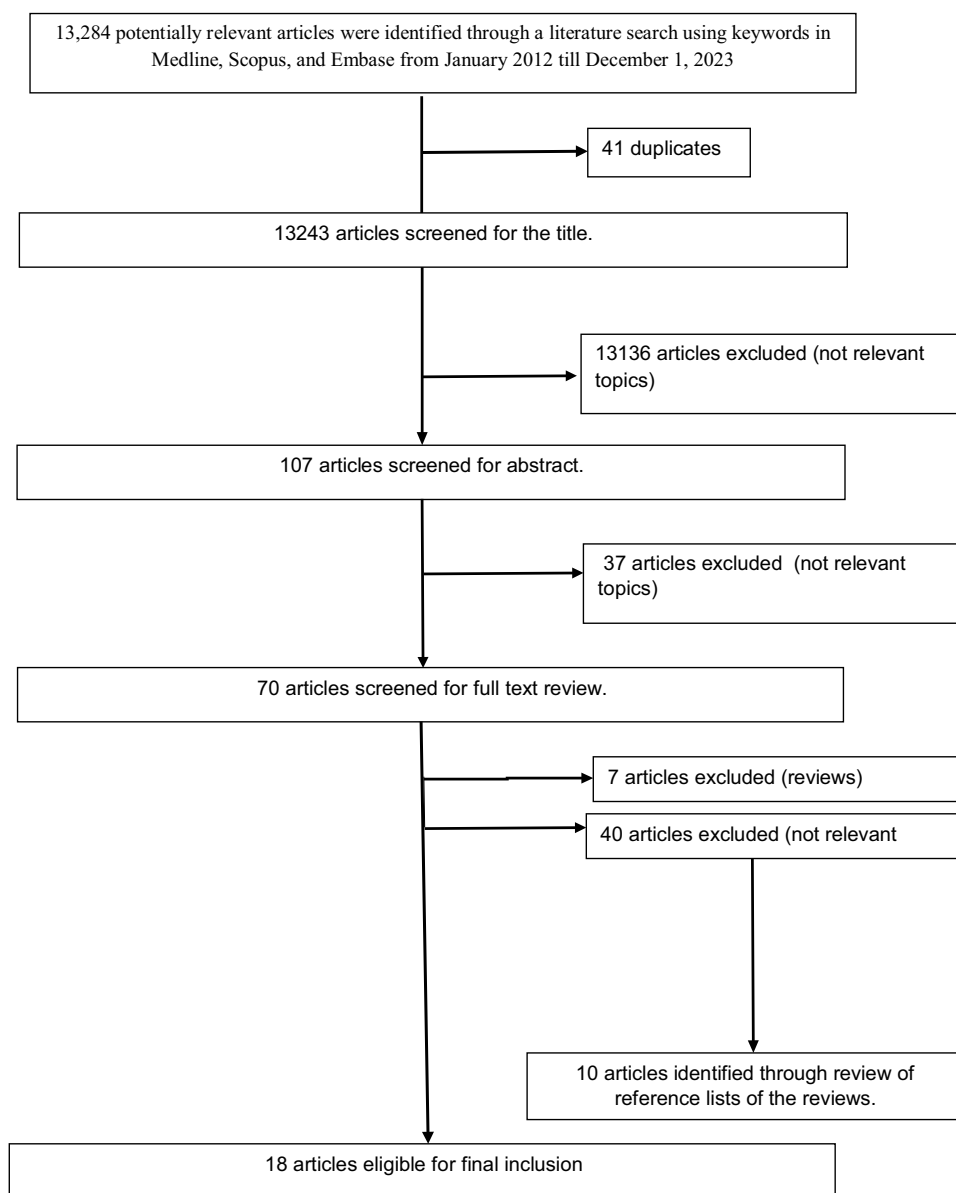 13,284 potentially relevant articles were identified through a literature search using keywords in
Medline, Scopus, and Embase from January 2012 till December 1, 2023
41 duplicates
13243 articles screened for the title.
13136 articles excluded (not relevant
topics)
107 articles screened for abstract.
37 articles excluded (not relevant
topics)
70 articles screened for full text review.
7 articles excluded (reviews)
40 articles excluded (not relevant
10 articles identified through review of
reference lists of the reviews.
18 articles eligible for final inclusion